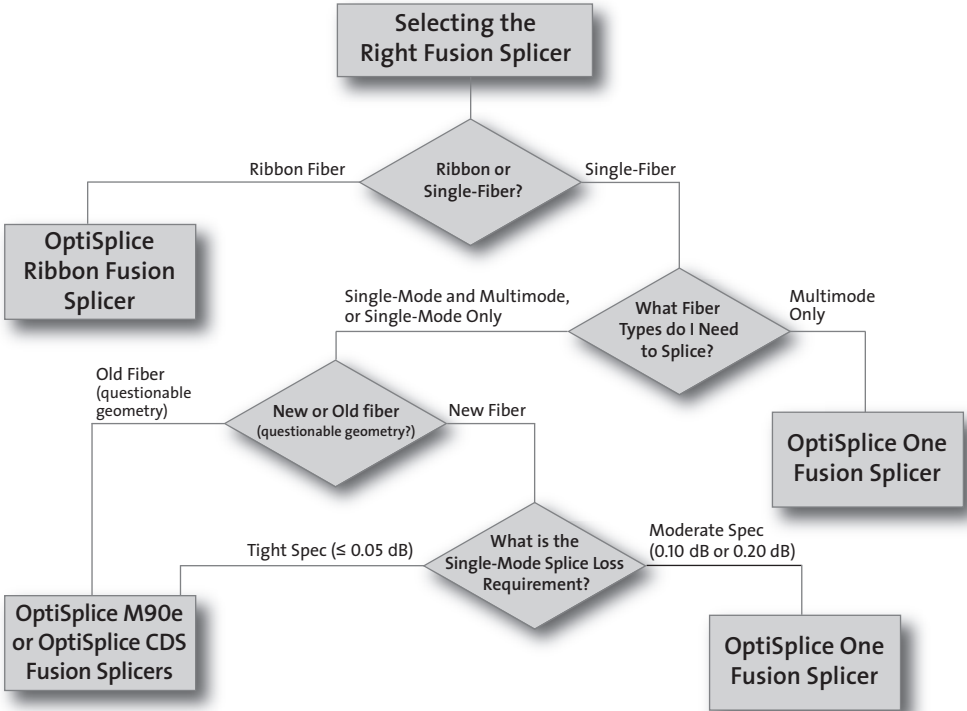 Selecting the
Right Fusion Splicer
Ribbon Fiber
Ribbon or
Single-Fiber?
Single-Fiber
OptiSplice
Ribbon Fusion
Splicer
Single-Mode and Multimode,
or Single-Mode Only
What Fiber
Types do I Need
to Splice?
Multimode
Only
Old Fiber
(questionable
geometry)
New or Old fiber
(questionable geometry?)
New Fiber
OptiSplice One
Fusion Splicer
Tight Spec (≤ 0.05 dB)
What is the
Single-Mode Splice Loss
Requirement?
Moderate Spec
(0.10 dB or 0.20 dB)
OptiSplice M90e
or OptiSplice CDS
Fusion Splicers
OptiSplice One
Fusion Splicer